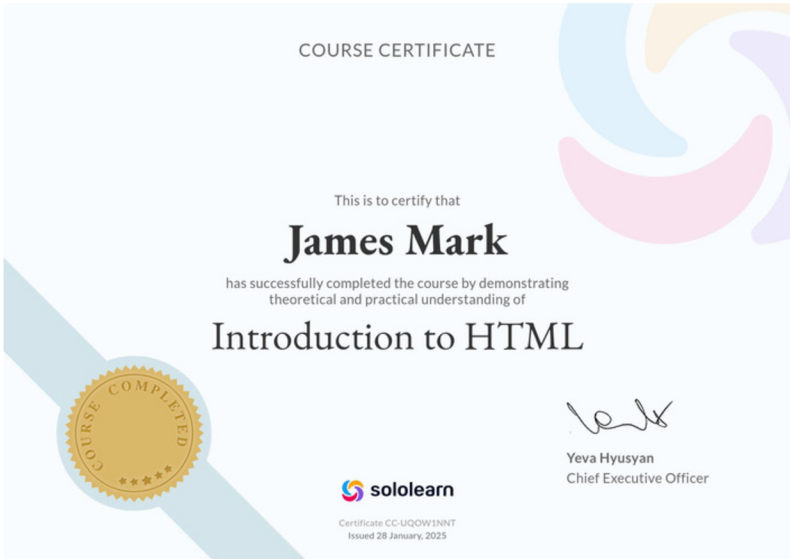 COURSE CERTIFICATE
This is to certify that
James Mark
has successfully completed the course by demonstrating
theoretical and practical understanding of
Introduction to HTML
COURSE COMPLETED
Yeva Hyusyan
Chief Executive Officer
sololearn
Certificate CC-UQOW1NNT
Issued 28 January, 2025